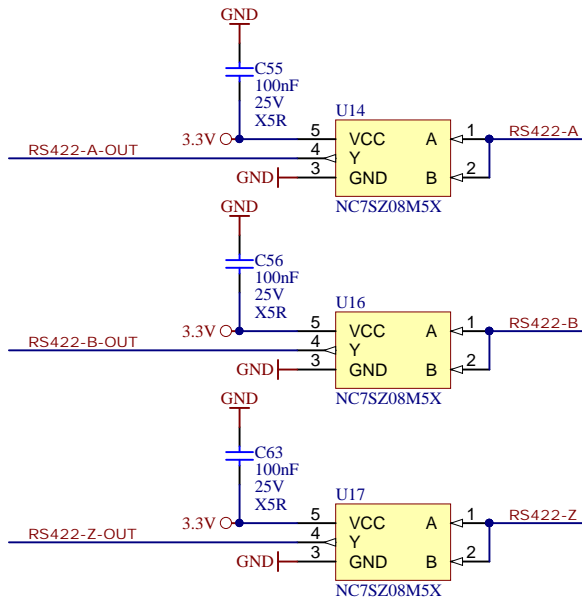 GND
C55
100nF
25V
X5R
U14
3.3V
5
VCC
A
1
RS422-A
RS422-A-OUT
4
Y
GND
3
GND
B
2
NC7SZ08M5X
GND
C56
100nF
25V
X5R
U16
3.3V
5
VCC
A
1
RS422-B
RS422-B-OUT
4
Y
GND
3
GND
B
2
NC7SZ08M5X
GND
C63
100nF
25V
X5R
U17
3.3V
5
VCC
A
1
RS422-Z
RS422-Z-OUT
4
Y
GND
3
GND
B
2
NC7SZ08M5X